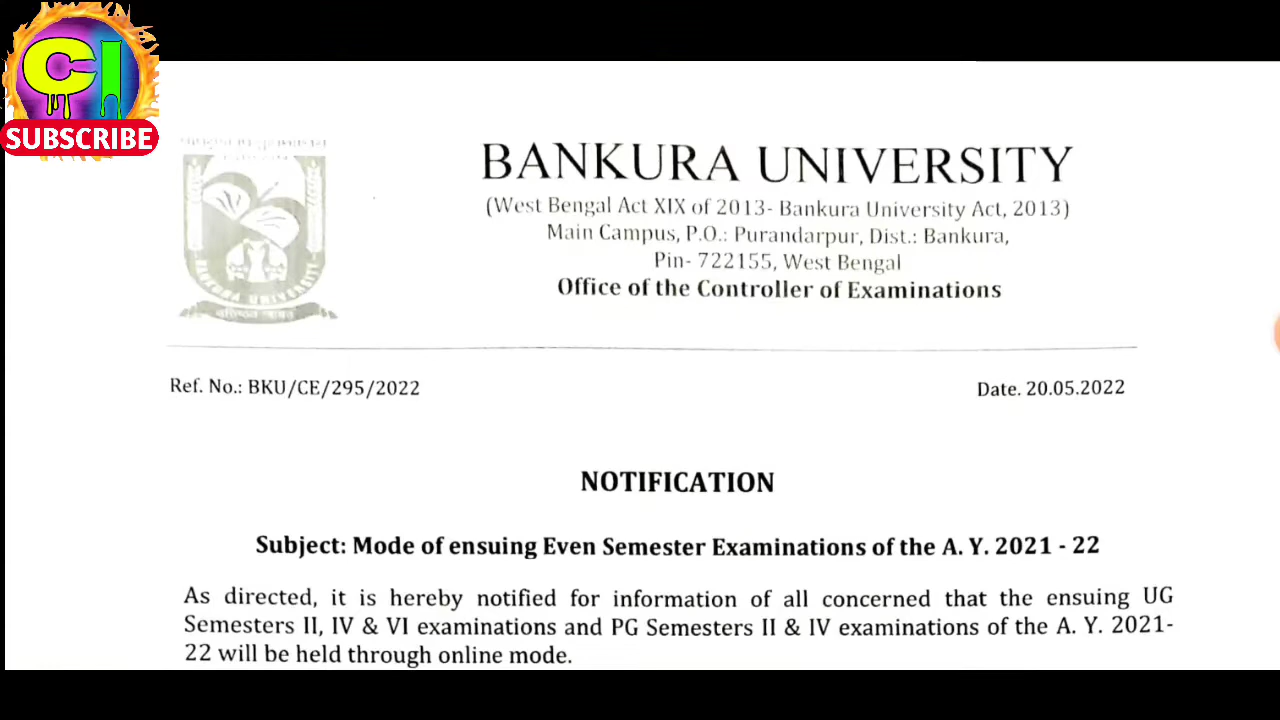 CI
SUBSCRIBE
BANKURA UNIVERSITY
(West Bengal Act XIX of 2013- Bankura University Act, 2013)
Main Campus, P.O.: Purandarpur, Dist.: Bankura,
Pin- 722155, West Bengal
Office of the Controller of Examinations
BANKURA UNIVERSITY
Ref. No.: BKU/CE/295/2022
Date. 20.05.2022
NOTIFICATION
Subject: Mode of ensuing Even Semester Examinations of the A. Y. 2021 - 22
As directed, it is hereby notified for information of all concerned that the ensuing UG
Semesters II, IV & VI examinations and PG Semesters II & IV examinations of the A. Y. 2021-
22 will be held through online mode.